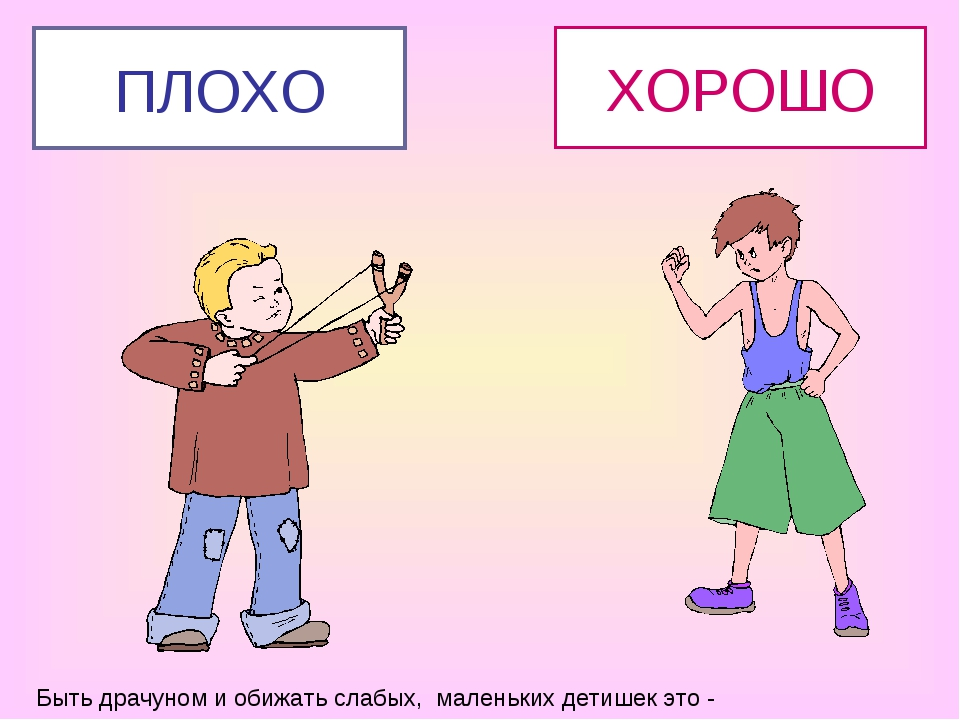 ПЛОХО
ХОРОШО
Быть драчуном и обижать слабых, маленьких детишек это -